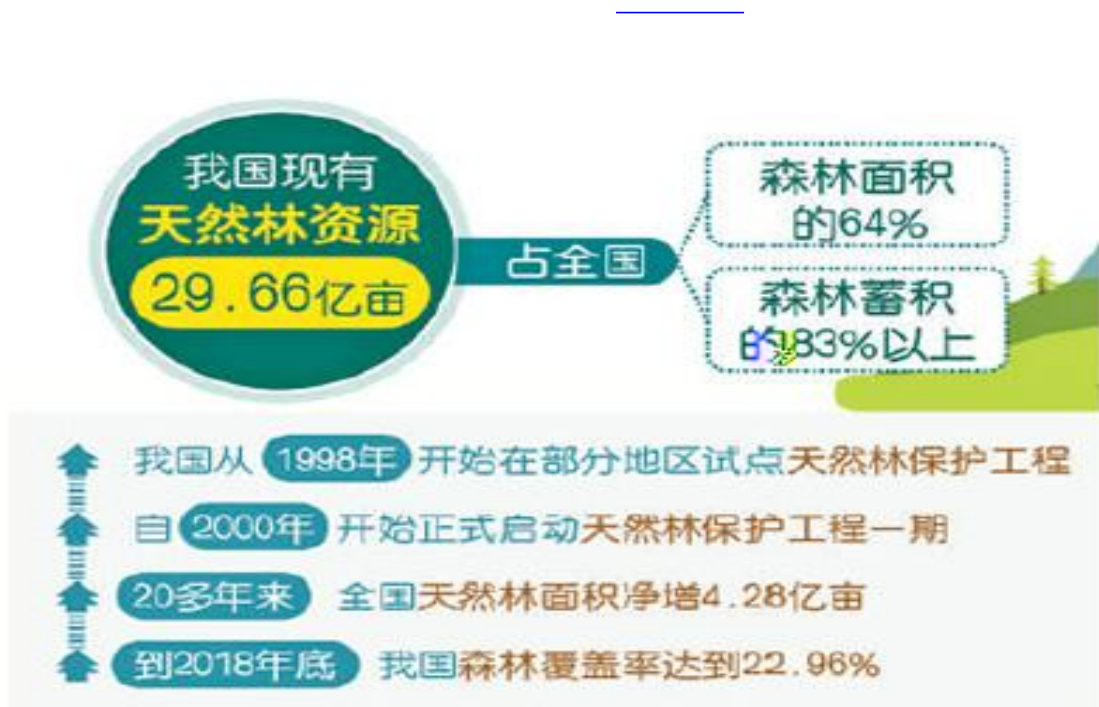 我国现有
天然林资源
29.66亿亩
占全国
森林面积
的64%
森林蓄积
的83%以上
我国从1998年开始在部分地区试点天然林保护工程
自2000年开始正式启动天然林保护工程一期
20多年来 全国天然林面积净增4.28亿亩
到2018年底 我国森林覆盖率达到22.96%